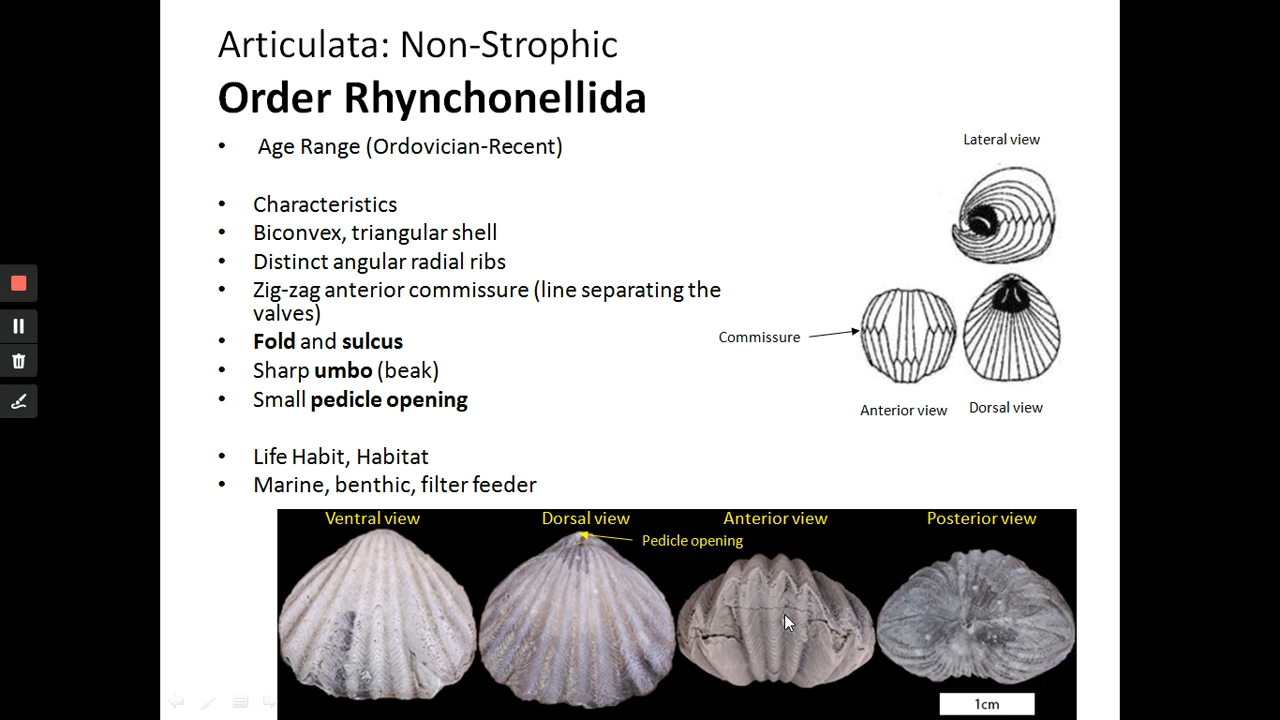 Articulata: Non-Strophic
Order Rhynchonellida
• Age Range (Ordovician-Recent)
• Characteristics
• Biconvex, triangular shell
• Distinct angular radial ribs
• Zig-zag anterior commissure (line separating the
valves)
• Fold and sulcus
• Sharp umbo (beak)
• Small pedicle opening
• Life Habit, Habitat
• Marine, benthic, filter feeder
Lateral view
Commissure
Anterior view
Dorsal view
Ventral view
Dorsal view
Anterior view
Posterior view
Pedicle opening
1cm